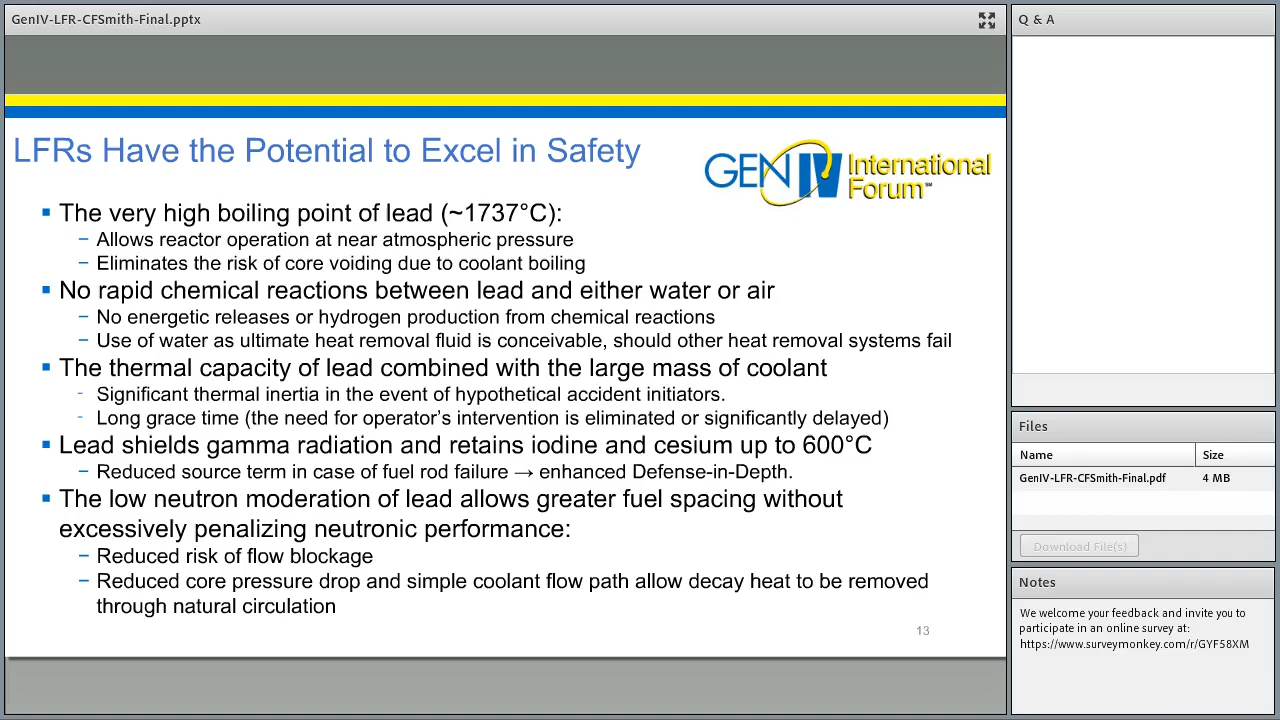 GenIV-LFR-CFSmith-Final.pptx
LFRs Have the Potential to Excel in Safety
GEN IV International
Forum℠
▪ The very high boiling point of lead (~1737°C):
− Allows reactor operation at near atmospheric pressure
− Eliminates the risk of core voiding due to coolant boiling
▪ No rapid chemical reactions between lead and either water or air
− No energetic releases or hydrogen production from chemical reactions
− Use of water as ultimate heat removal fluid is conceivable, should other heat removal systems fail
▪ The thermal capacity of lead combined with the large mass of coolant
- Significant thermal inertia in the event of hypothetical accident initiators.
- Long grace time (the need for operator’s intervention is eliminated or significantly delayed)
▪ Lead shields gamma radiation and retains iodine and cesium up to 600°C
− Reduced source term in case of fuel rod failure → enhanced Defense-in-Depth.
▪ The low neutron moderation of lead allows greater fuel spacing without
excessively penalizing neutronic performance:
− Reduced risk of flow blockage
− Reduced core pressure drop and simple coolant flow path allow decay heat to be removed
through natural circulation
13
Q & A
Files
Name Size
GenIV-LFR-CFSmith-Final.pdf 4 MB
Download File(s)
Notes
We welcome your feedback and invite you to
participate in an online survey at:
https://www.surveymonkey.com/r/GYF58XM